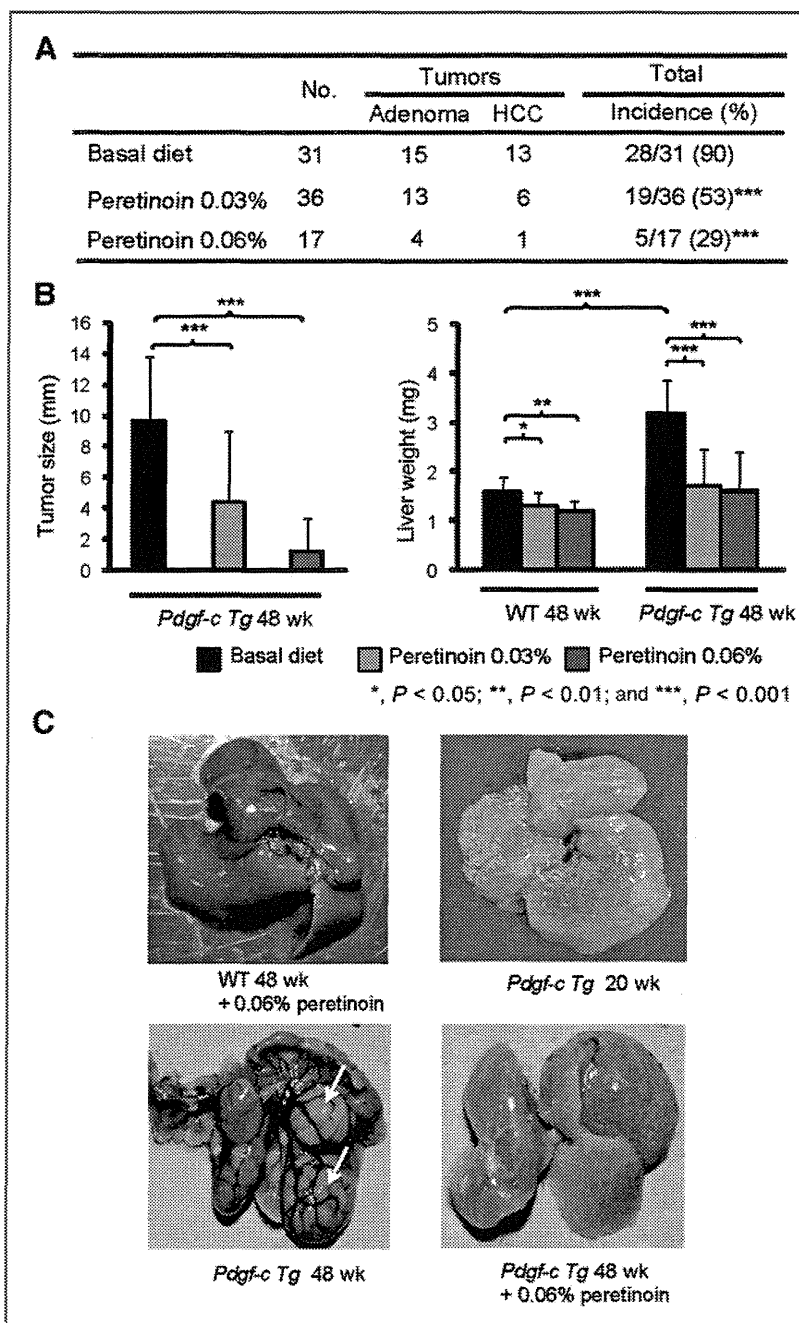 A
No. Tumors Total
Adenoma HCC Incidence (%)
Basal diet 31 15 13 28/31 (90)
Peretinoin 0.03% 36 13 6 19/36 (53)***
Peretinoin 0.06% 17 4 1 5/17 (29)***
B
Tumor size (mm)
16
14
12
10
8
6
4
2
0
***
***
Pdgf-c Tg 48 wk
Liver weight (mg)
5
4
3
2
1
0
***
**
*
***
***
WT 48 wk
Pdgf-c Tg 48 wk
Basal diet Peretinoin 0.03% Peretinoin 0.06%
*, P < 0.05; **, P < 0.01; and ***, P < 0.001
C
WT 48 wk
+ 0.06% peretinoin
Pdgf-c Tg 20 wk
Pdgf-c Tg 48 wk
Pdgf-c Tg 48 wk
+ 0.06% peretinoin